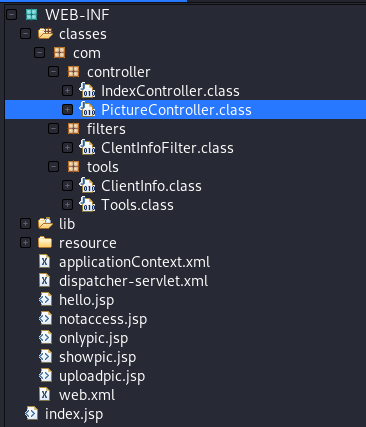 WEB-INF
classes
com
controller
IndexController.class
PictureController.class
filters
ClentInfoFilter.class
tools
ClientInfo.class
Tools.class
lib
resource
applicationContext.xml
dispatcher-servlet.xml
hello.jsp
notaccess.jsp
onlypic.jsp
showpic.jsp
uploadpic.jsp
web.xml
index.jsp